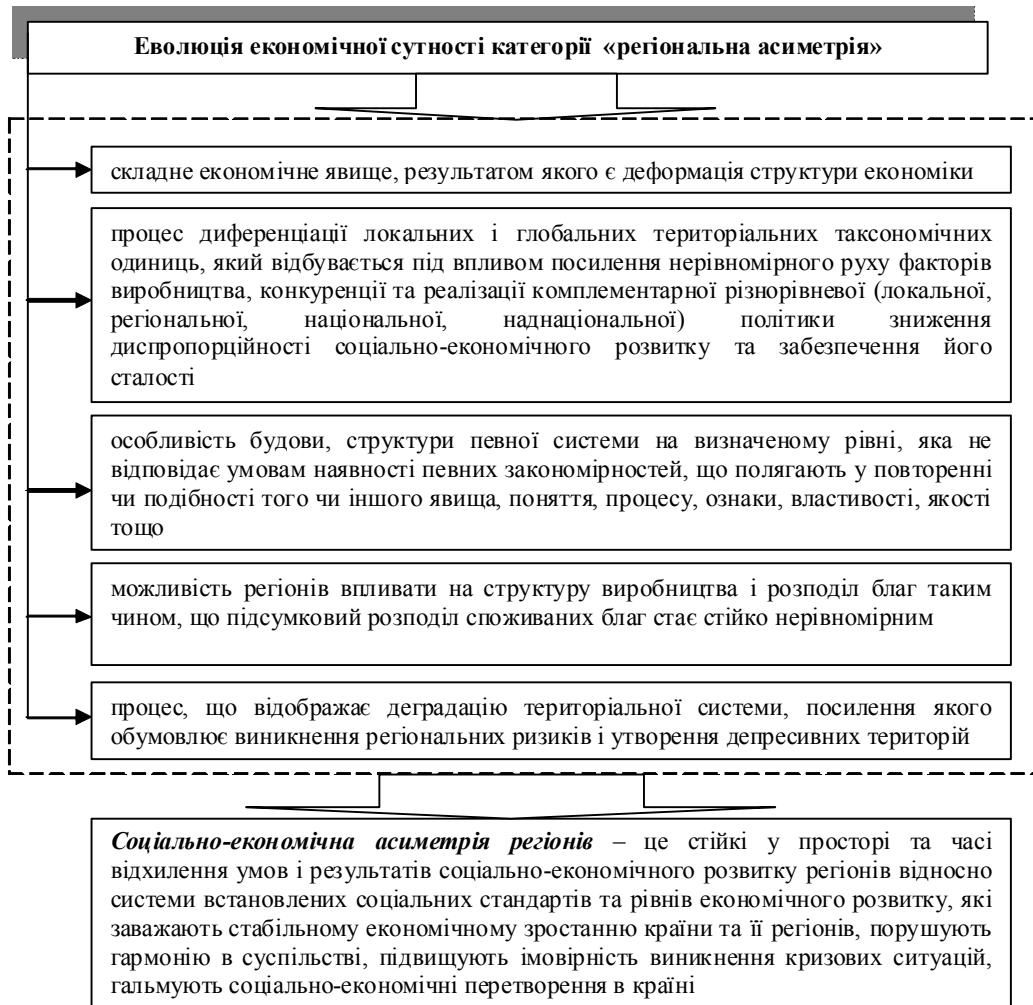 Еволюція економічної сутності категорії «регіональна асиметрія»
складне економічне явище, результатом якого є деформація структури економіки
процес диференціації локальних і глобальних територіальних таксономічних
одиниць, який відбувається під впливом посилення нерівномірного руху факторів
виробництва, конкуренції та реалізації комплементарної різнорівневої (локальної,
регіональної, національної, наднаціональної) політики зниження
диспропорційності соціально-економічного розвитку та забезпечення його
сталості
особливість будови, структури певної системи на визначеному рівні, яка не
відповідає умовам наявності певних закономірностей, що полягають у повторенні
чи подібності того чи іншого явища, поняття, процесу, ознаки, властивості, якості
тощо
можливість регіонів впливати на структуру виробництва і розподіл благ таким
чином, що підсумковий розподіл споживаних благ стає стійко нерівномірним
процес, що відображає деградацію територіальної системи, посилення якого
обумовлює виникнення регіональних ризиків і утворення депресивних територій
Соціально-економічна асиметрія регіонів – це стійкі у просторі та часі
відхилення умов і результатів соціально-економічного розвитку регіонів відносно
системи встановлених соціальних стандартів та рівнів економічного розвитку, які
заважають стабільному економічному зростанню країни та її регіонів, порушують
гармонію в суспільстві, підвищують імовірність виникнення кризових ситуацій,
гальмують соціально-економічні перетворення в країні